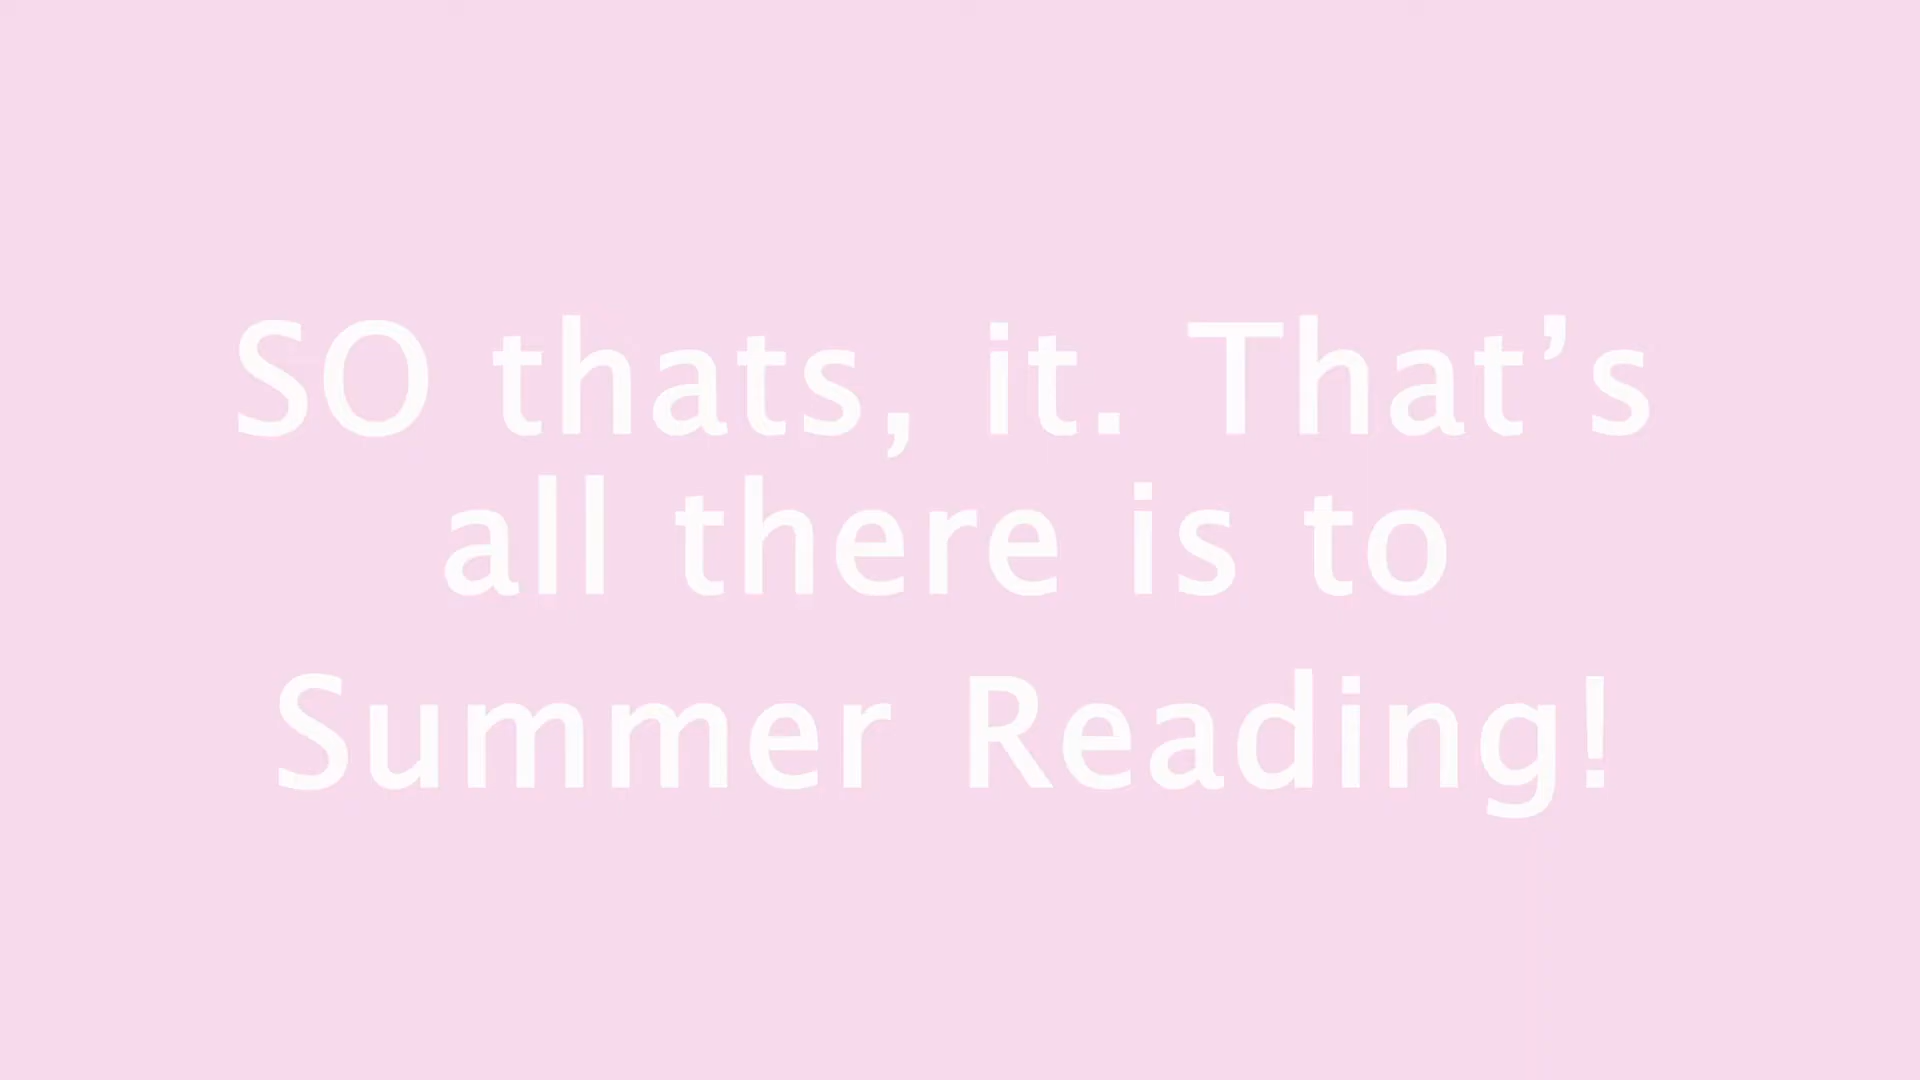 SO thats, it. That’s
all there is to
Summer Reading!